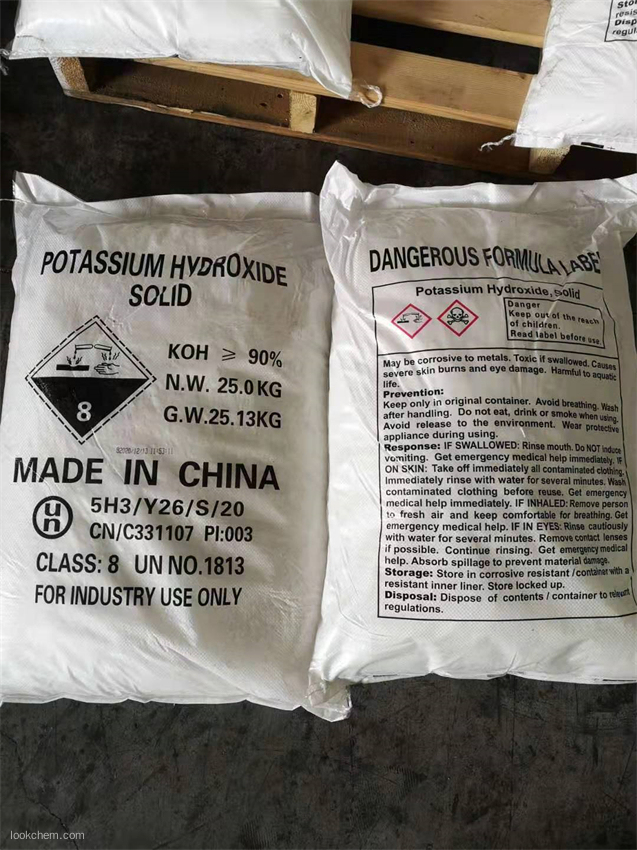 Sto
resis
Disp
regul
POTASSIUM HYDROXIDE
SOLID
8
KOH ≥ 90%
N.W. 25.0KG
G.W.25.13KG
MADE IN CHINA
un
5H3/Y26/S/20
CN/C331107 PI:003
CLASS: 8 UN NO.1813
FOR INDUSTRY USE ONLY
DANGEROUS FORMULA LABE
Potassium Hydroxide, solid
Danger
Keep out of the reach
of children.
Read label before use.
May be corrosive to metals. Toxic if swallowed. Causes
severe skin burns and eye damage. Harmful to aquatic
life.
Prevention:
Keep only in original container. Avoid breathing. Wash
after handling. Do not eat, drink or smoke when using.
Avoid release to the environment. Wear protective
appliance during using.
Response: IF SWALLOWED: Rinse mouth. Do NOT induce
vomiting. Get emergency medical help immediately. IF
ON SKIN: Take off immediately all contaminated clothing.
Immediately rinse with water for several minutes. Wash
contaminated clothing before reuse. Get emergency
medical help immediately. IF INHALED: Remove person
to fresh air and keep comfortable for breathing. Get
emergency medical help. IF IN EYES: Rinse cautiously
with water for several minutes. Remove contact lenses
if possible. Continue rinsing. Get emergency medical
help. Absorb spillage to prevent material damage.
Storage: Store in corrosive resistant / container with a
resistant inner liner. Store locked up.
Disposal: Dispose of contents / container to relevant
regulations.
lookchem.com